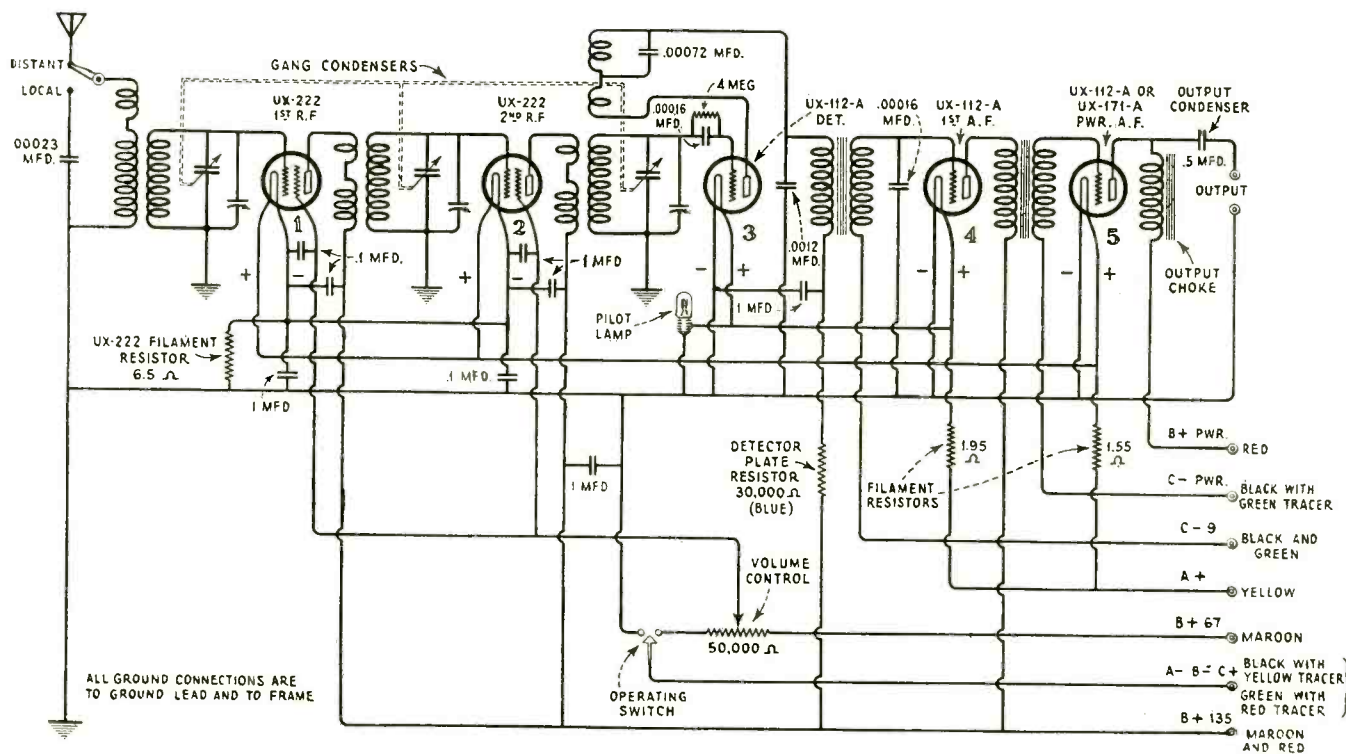 DISTANT
LOCAL
.00023
MFD.
GANG CONDENSERS
UX-222
1ST R.F.
UX-222
2ND R.F.
.00072 MFD.
4 MEG
.00016
MFD.
UX-112-A
DET.
.00016
MFD.
UX-112-A
1ST A.F.
UX-112-A OR
UX-171-A
PWR. A.F.
OUTPUT
CONDENSER
.5 MFD.
OUTPUT
OUTPUT
CHOKE
1
2
3
4
5
+
-
.1 MFD.
+
-
.1 MFD
-
+
.0012
MFD.
.1 MFD
-
+
-
+
PILOT
LAMP
UX-222 FILAMENT
RESISTOR
6.5 Ω
.1 MFD
.1 MFD.
.1 MFD
DETECTOR
PLATE
RESISTOR
30,000 Ω
(BLUE)
1.95
Ω
FILAMENT
RESISTORS
1.55
Ω
B + PWR.
RED
C - PWR.
BLACK WITH
GREEN TRACER
C - 9
BLACK AND
GREEN
A +
YELLOW
VOLUME
CONTROL
50,000 Ω
B + 67
MAROON
OPERATING
SWITCH
A- B- C+
BLACK WITH
YELLOW TRACER
GREEN WITH
RED TRACER
B + 135
MAROON
AND RED
ALL GROUND CONNECTIONS ARE
TO GROUND LEAD AND TO FRAME